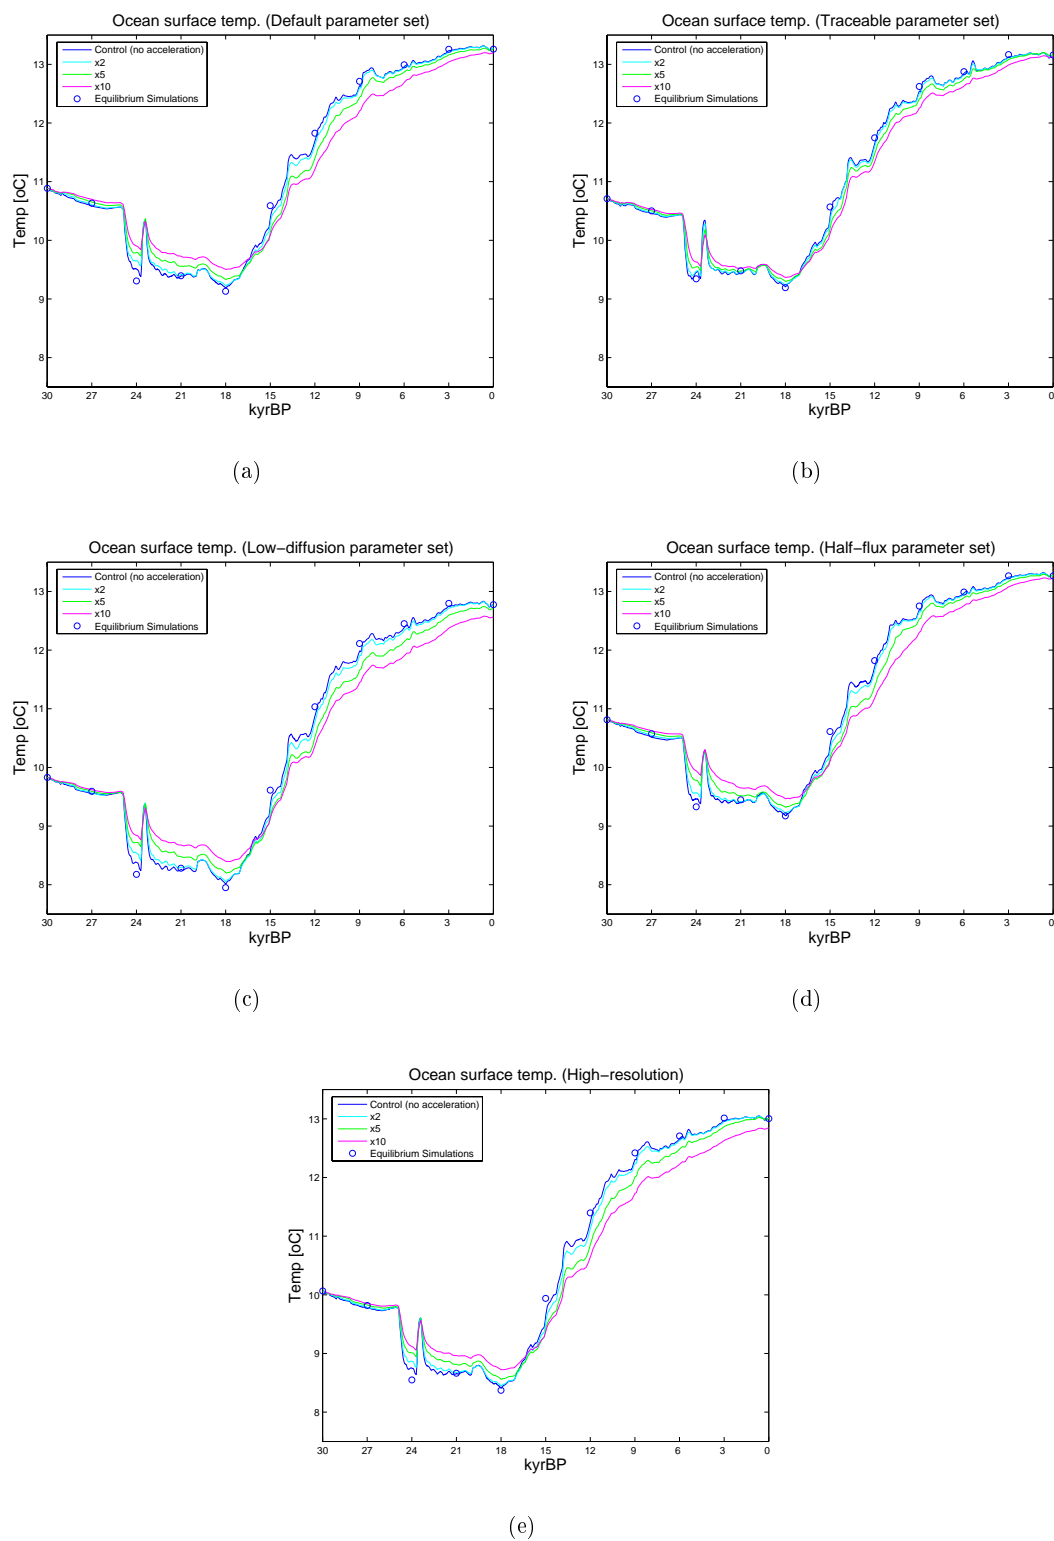 Ocean surface temp. (Default parameter set)
Control (no acceleration)
x2
x5
x10
Equilibrium Simulations
Temp [oC]
13
12
11
10
9
8
30 27 24 21 18 15 12 9 6 3 0
kyrBP
(a)
Ocean surface temp. (Traceable parameter set)
Control (no acceleration)
x2
x5
x10
Equilibrium Simulations
Temp [oC]
13
12
11
10
9
8
30 27 24 21 18 15 12 9 6 3 0
kyrBP
(b)
Ocean surface temp. (Low−diffusion parameter set)
Control (no acceleration)
x2
x5
x10
Equilibrium Simulations
Temp [oC]
13
12
11
10
9
8
30 27 24 21 18 15 12 9 6 3 0
kyrBP
(c)
Ocean surface temp. (Half−flux parameter set)
Control (no acceleration)
x2
x5
x10
Equilibrium Simulations
Temp [oC]
13
12
11
10
9
8
30 27 24 21 18 15 12 9 6 3 0
kyrBP
(d)
Ocean surface temp. (High−resolution)
Control (no acceleration)
x2
x5
x10
Equilibrium Simulations
Temp [oC]
13
12
11
10
9
8
30 27 24 21 18 15 12 9 6 3 0
kyrBP
(e)